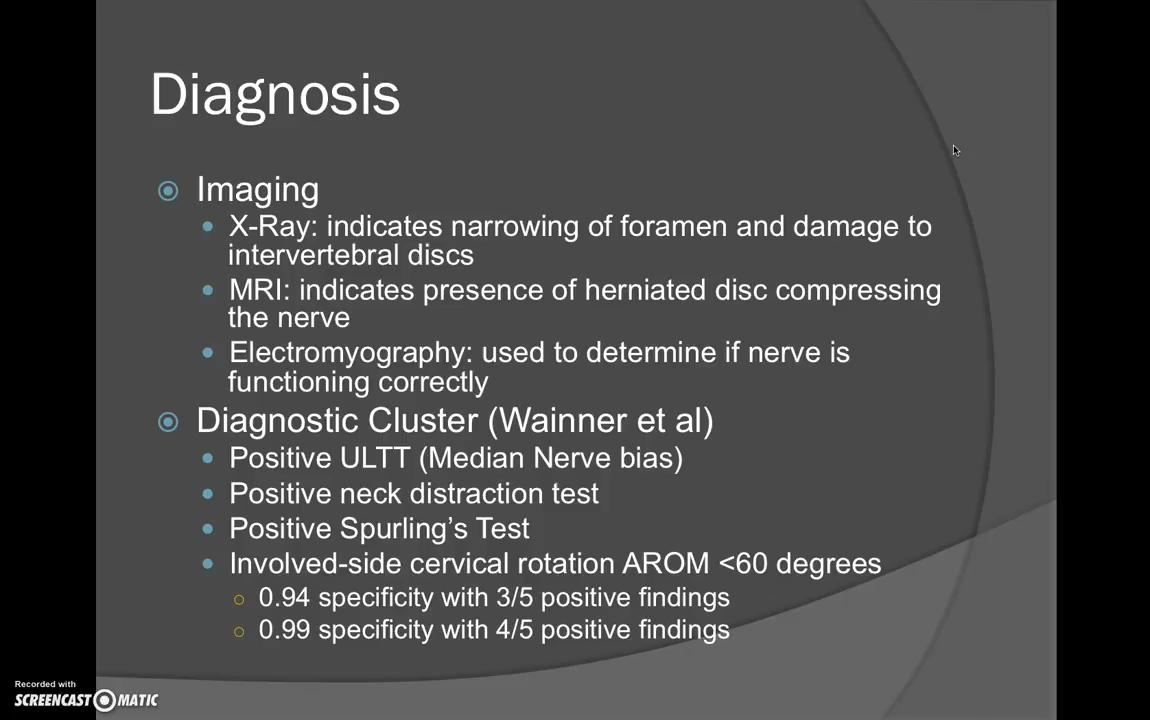 Diagnosis
Imaging
X-Ray: indicates narrowing of foramen and damage to
intervertebral discs
MRI: indicates presence of herniated disc compressing
the nerve
Electromyography: used to determine if nerve is
functioning correctly
Diagnostic Cluster (Wainner et al)
Positive ULTT (Median Nerve bias)
Positive neck distraction test
Positive Spurling’s Test
Involved-side cervical rotation AROM <60 degrees
0.94 specificity with 3/5 positive findings
0.99 specificity with 4/5 positive findings
Recorded with
SCREENCAST MATIC